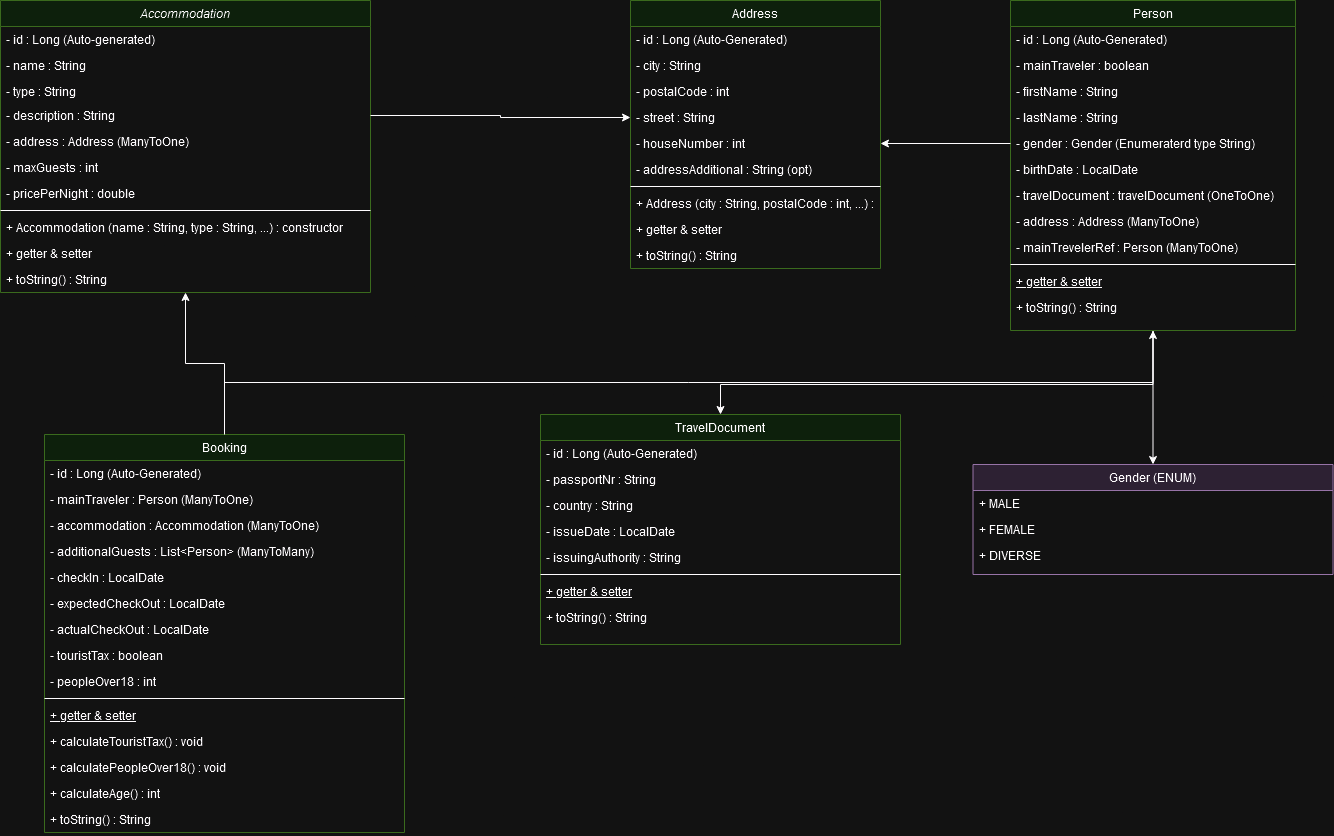 Accommodation
- id : Long (Auto-generated)
- name : String
- type : String
- description : String
- address : Address (ManyToOne)
- maxGuests : int
- pricePerNight : double
+ Accommodation (name : String, type : String, ...) : constructor
+ getter & setter
+ toString() : String
Address
- id : Long (Auto-Generated)
- city : String
- postalCode : int
- street : String
- houseNumber : int
- addressAdditional : String (opt)
+ Address (city : String, postalCode : int, ...) :
+ getter & setter
+ toString() : String
Person
- id : Long (Auto-Generated)
- mainTraveler : boolean
- firstName : String
- lastName : String
- gender : Gender (Enumeraterd type String)
- birthDate : LocalDate
- travelDocument : travelDocument (OneToOne)
- address : Address (ManyToOne)
- mainTrevelerRef : Person (ManyToOne)
+ getter & setter
+ toString() : String
Booking
- id : Long (Auto-Generated)
- mainTraveler : Person (ManyToOne)
- accommodation : Accommodation (ManyToOne)
- additionalGuests : List<Person> (ManyToMany)
- checkIn : LocalDate
- expectedCheckOut : LocalDate
- actualCheckOut : LocalDate
- touristTax : boolean
- peopleOver18 : int
+ getter & setter
+ calculateTouristTax() : void
+ calculatePeopleOver18() : void
+ calculateAge() : int
+ toString() : String
TravelDocument
- id : Long (Auto-Generated)
- passportNr : String
- country : String
- issueDate : LocalDate
- issuingAuthority : String
+ getter & setter
+ toString() : String
Gender (ENUM)
+ MALE
+ FEMALE
+ DIVERSE